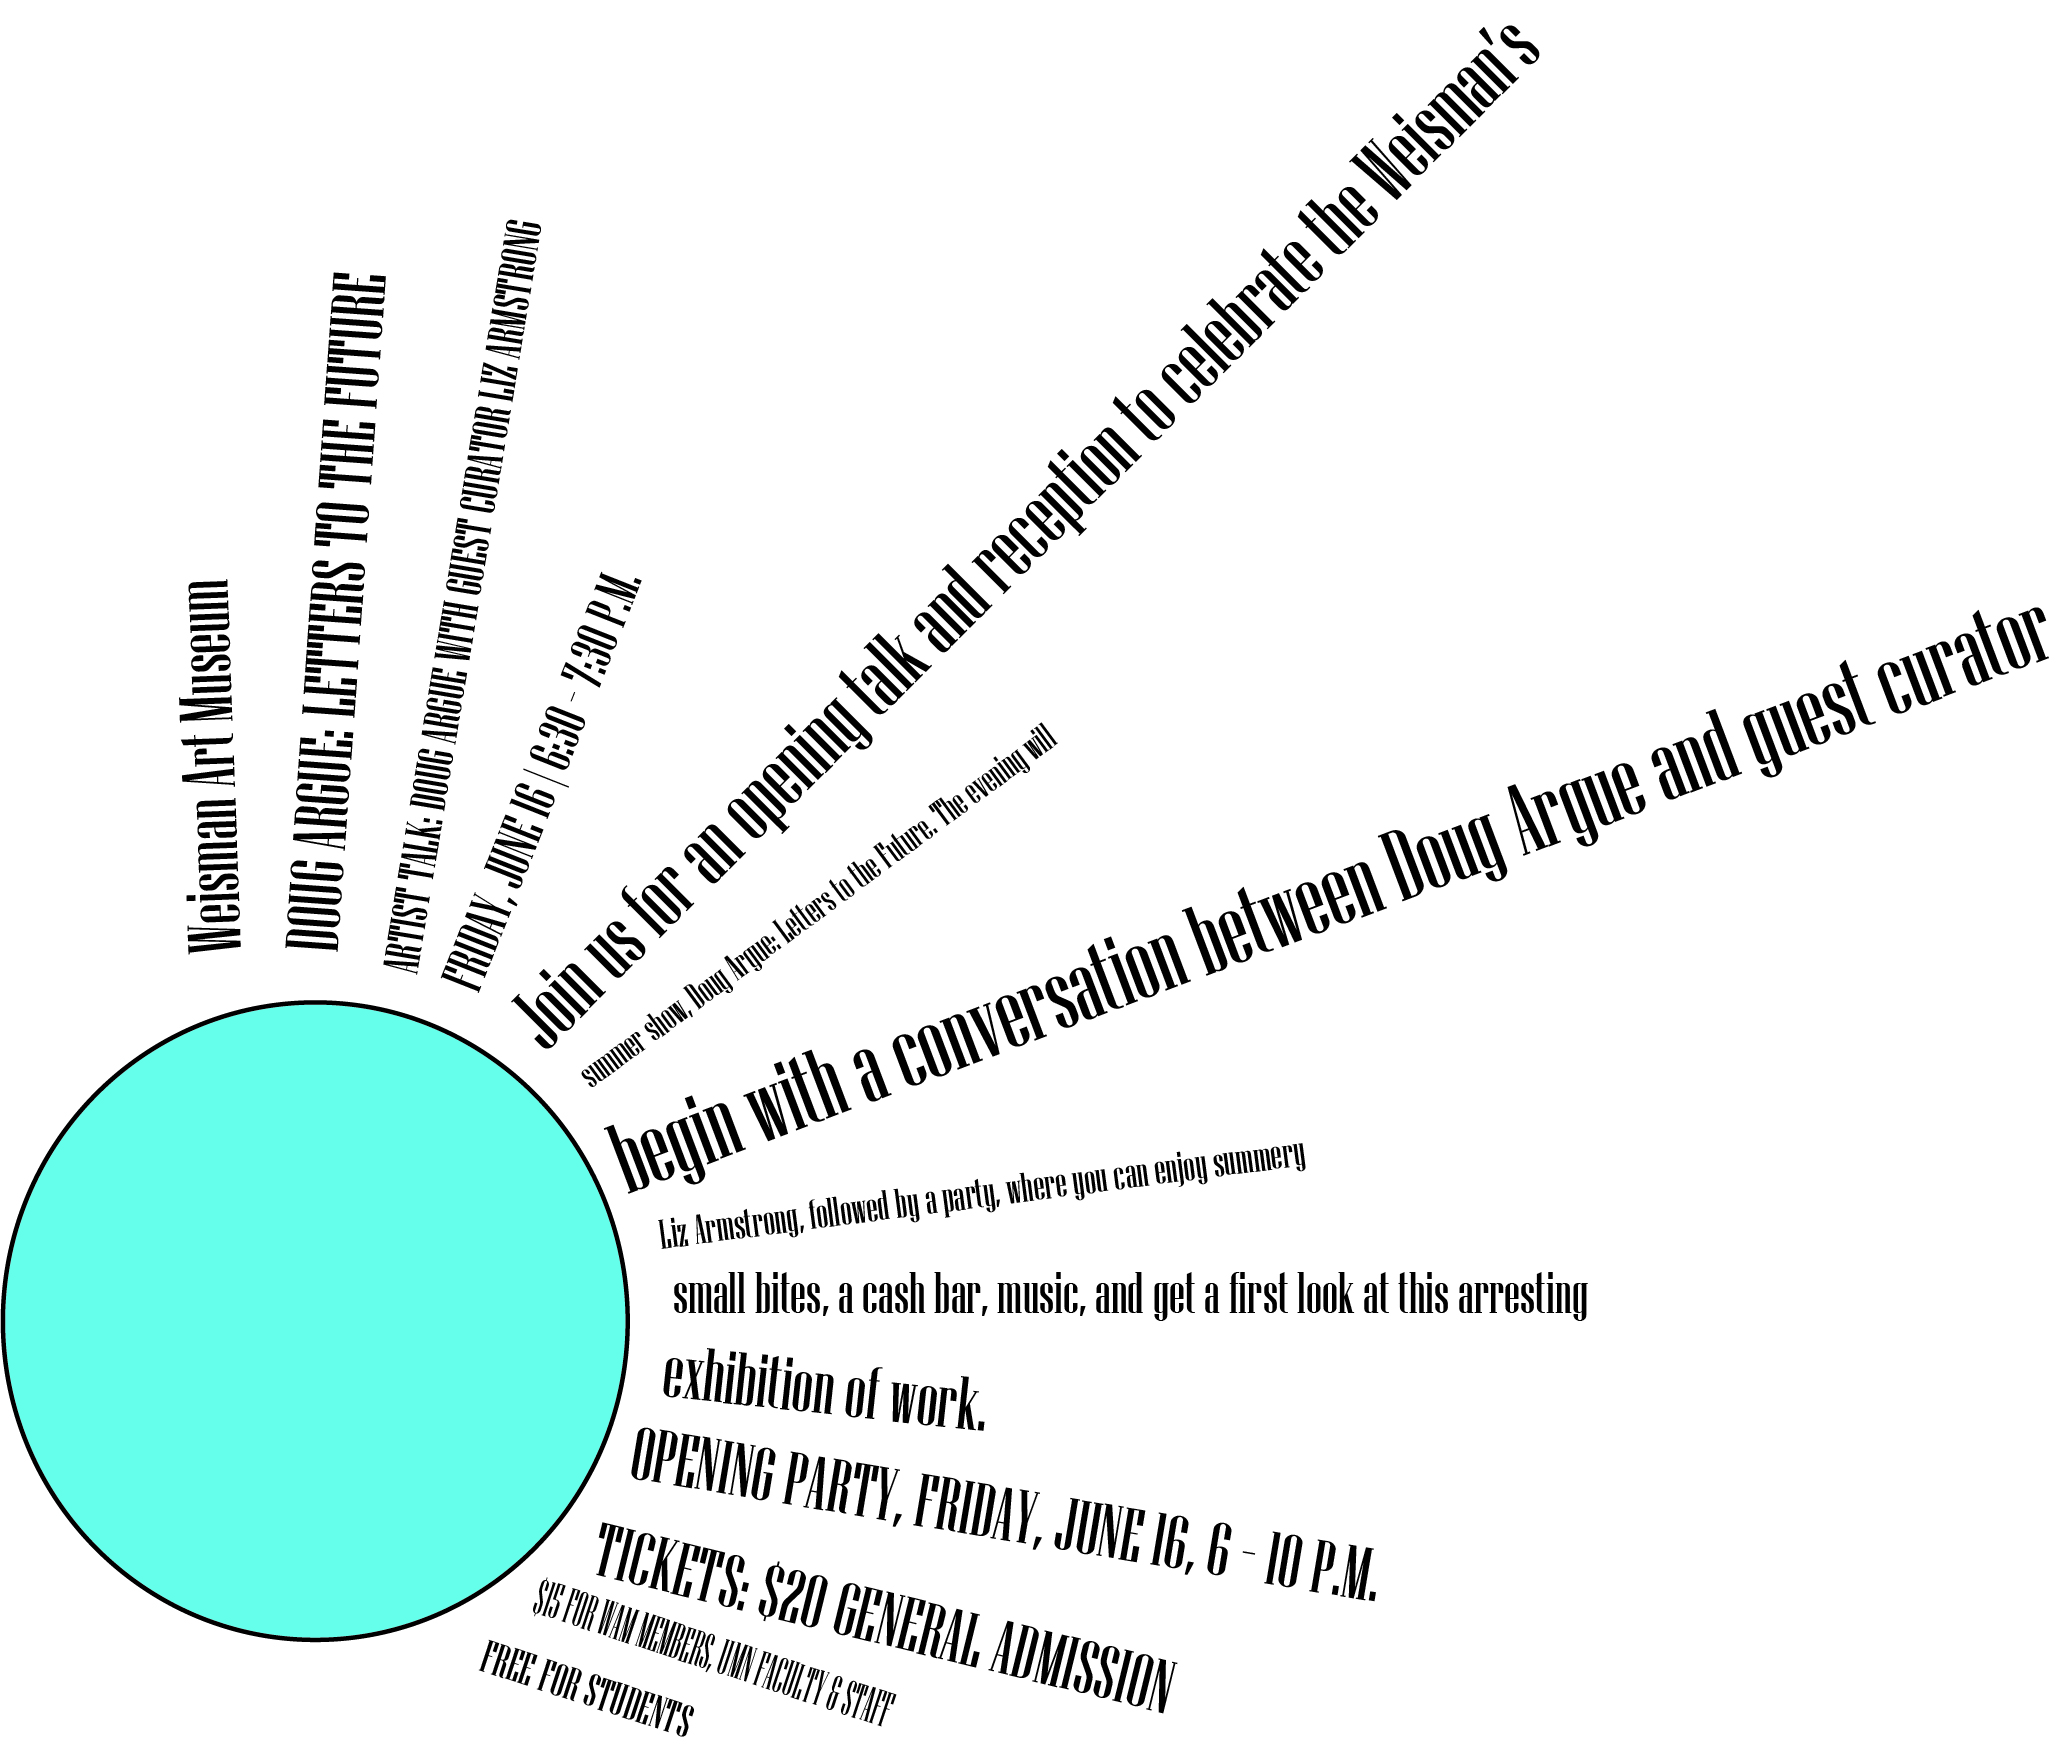 Weisman Art Museum
DOUG ARGUE: LETTERS TO THE FUTURE
ARTIST TALK: DOUG ARGUE WITH GUEST CURATOR LIZ ARMSTRONG
FRIDAY, JUNE 16 | 6:30 - 7:30 P.M.
Join us for an opening talk and reception to celebrate the Weisman's
summer show, Doug Argue: Letters to the Future. The evening will
begin with a conversation between Doug Argue and guest curator
Liz Armstrong, followed by a party, where you can enjoy summery
small bites, a cash bar, music, and get a first look at this arresting
exhibition of work.
OPENING PARTY, FRIDAY, JUNE 16, 6 - 10 P.M.
TICKETS: $20 GENERAL ADMISSION
$15 FOR WAM MEMBERS, UMN FACULTY & STAFF
FREE FOR STUDENTS